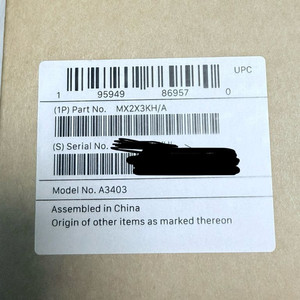 UPC
1 95949 86957 0
(1P) Part No. MX2X3KH/A
(S) Serial No.
Model No. A3403
Assembled in China
Origin of other items as marked thereon